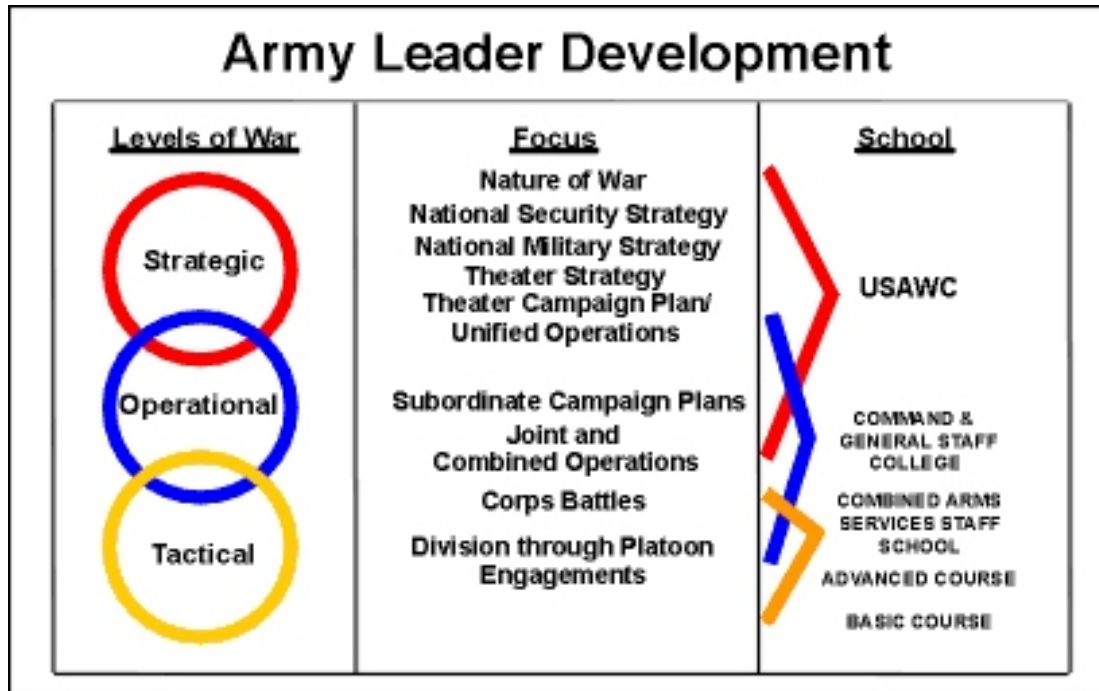 Army Leader Development
Levels of War
Strategic
Operational
Tactical
Focus
Nature of War
National Security Strategy
National Military Strategy
Theater Strategy
Theater Campaign Plan/
Unified Operations
Subordinate Campaign Plans
Joint and
Combined Operations
Corps Battles
Division through Platoon
Engagements
School
USAWC
COMMAND &
GENERAL STAFF
COLLEGE
COMBINED ARMS
SERVICES STAFF
SCHOOL
ADVANCED COURSE
BASIC COURSE